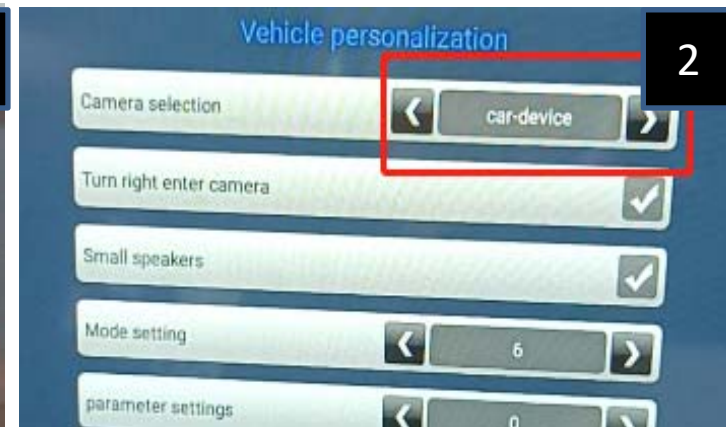 Vehicle personalization
2
Camera selection
car-device
Turn right enter camera
Small speakers
Mode setting
6
parameter settings
0